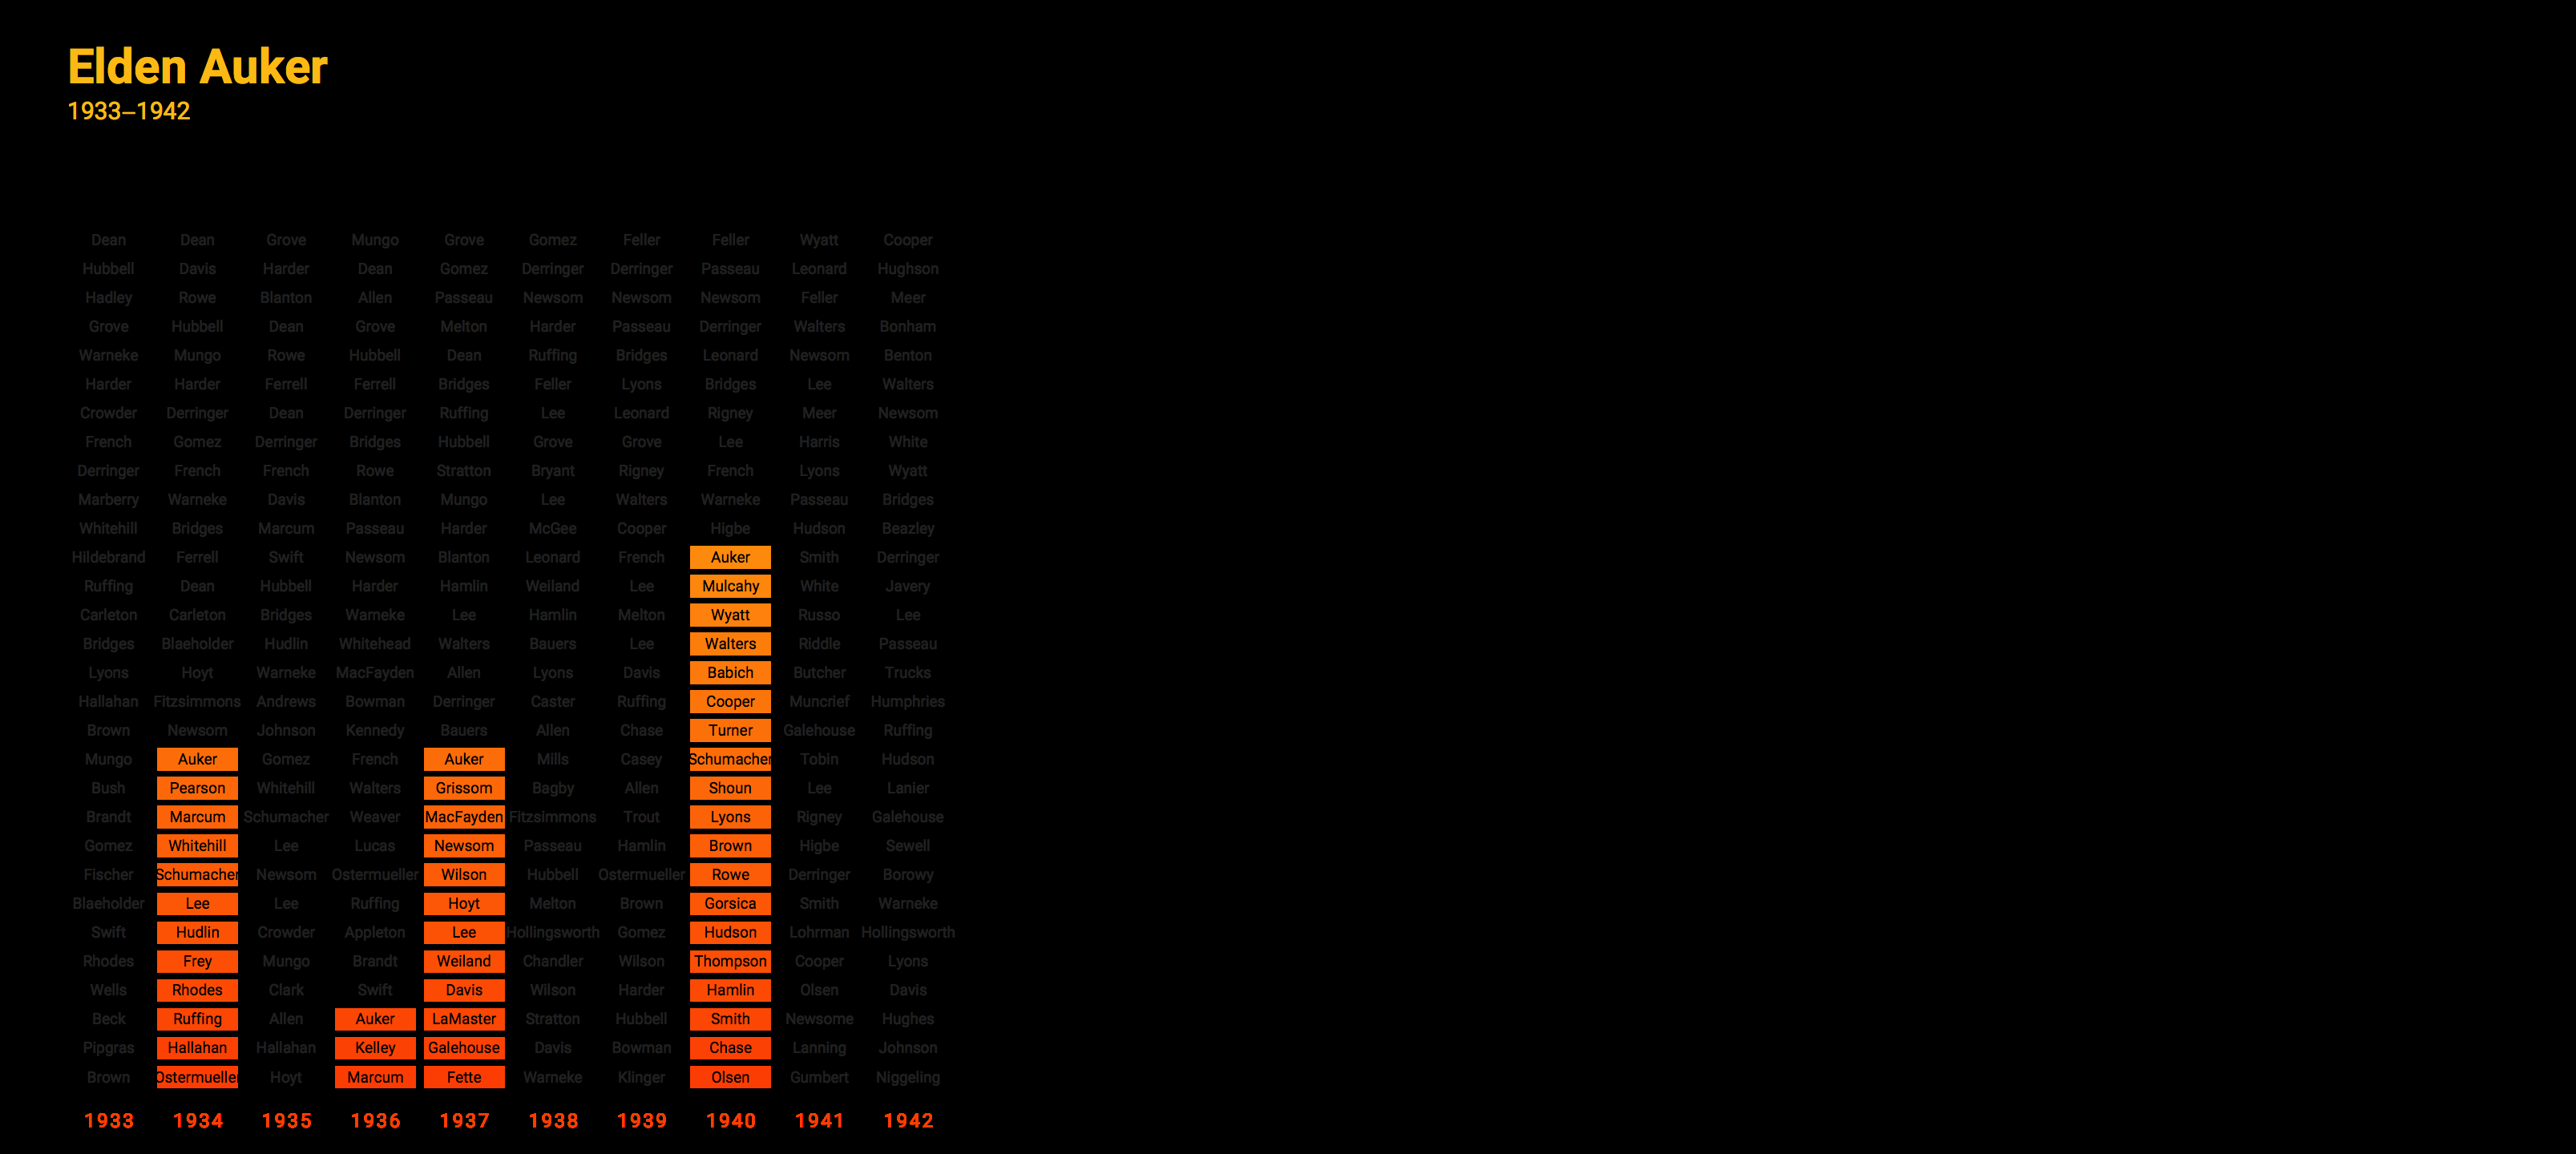 Elden Auker
1933–1942
Dean Dean Grove Mungo Grove Gomez Feller Feller Wyatt Cooper
Hubbell Davis Harder Dean Gomez Derringer Derringer Passeau Leonard Hughson
Hadley Rowe Blanton Allen Passeau Newsom Newsom Newsom Feller Meer
Grove Hubbell Dean Grove Melton Harder Passeau Derringer Walters Bonham
Warneke Mungo Rowe Hubbell Dean Ruffing Bridges Leonard Newsom Benton
Harder Harder Ferrell Ferrell Bridges Feller Lyons Bridges Lee Walters
Crowder Derringer Dean Derringer Ruffing Lee Leonard Rigney Meer Newsom
French Gomez Derringer Bridges Hubbell Grove Grove Lee Harris White
Derringer French French Rowe Stratton Bryant Rigney French Lyons Wyatt
Marberry Warneke Davis Blanton Mungo Lee Walters Warneke Passeau Bridges
Whitehill Bridges Marcum Passeau Harder McGee Cooper Higbe Hudson Beazley
Hildebrand Ferrell Swift Newsom Blanton Leonard French Auker Smith Derringer
Ruffing Dean Hubbell Harder Hamlin Weiland Lee Mulcahy White Javery
Carleton Carleton Bridges Warneke Lee Hamlin Melton Wyatt Russo Lee
Bridges Blaeholder Hudlin Whitehead Walters Bauers Lee Walters Riddle Passeau
Lyons Hoyt Warneke MacFayden Allen Lyons Davis Babich Butcher Trucks
Hallahan Fitzsimmons Andrews Bowman Derringer Caster Ruffing Cooper Muncrief Humphries
Brown Newsom Johnson Kennedy Bauers Allen Chase Turner Galehouse Ruffing
Mungo Auker Gomez French Auker Mills Casey Schumacher Tobin Hudson
Bush Pearson Whitehill Walters Grissom Bagby Allen Shoun Lee Lanier
Brandt Marcum Schumacher Weaver MacFayden Fitzsimmons Trout Lyons Rigney Galehouse
Gomez Whitehill Lee Lucas Newsom Passeau Hamlin Brown Higbe Sewell
Fischer Schumacher Newsom Ostermueller Wilson Hubbell Ostermueller Rowe Derringer Borowy
Blaeholder Lee Lee Ruffing Hoyt Melton Brown Gorsica Smith Warneke
Swift Hudlin Crowder Appleton Lee Hollingsworth Gomez Hudson Lohrman Hollingsworth
Rhodes Frey Mungo Brandt Weiland Chandler Wilson Thompson Cooper Lyons
Wells Rhodes Clark Swift Davis Wilson Harder Hamlin Olsen Davis
Beck Ruffing Allen Auker LaMaster Stratton Hubbell Smith Newsome Hughes
Pipgras Hallahan Hallahan Kelley Galehouse Davis Bowman Chase Lanning Johnson
Brown Ostermueller Hoyt Marcum Fette Warneke Klinger Olsen Gumbert Niggeling
1933 1934 1935 1936 1937 1938 1939 1940 1941 1942